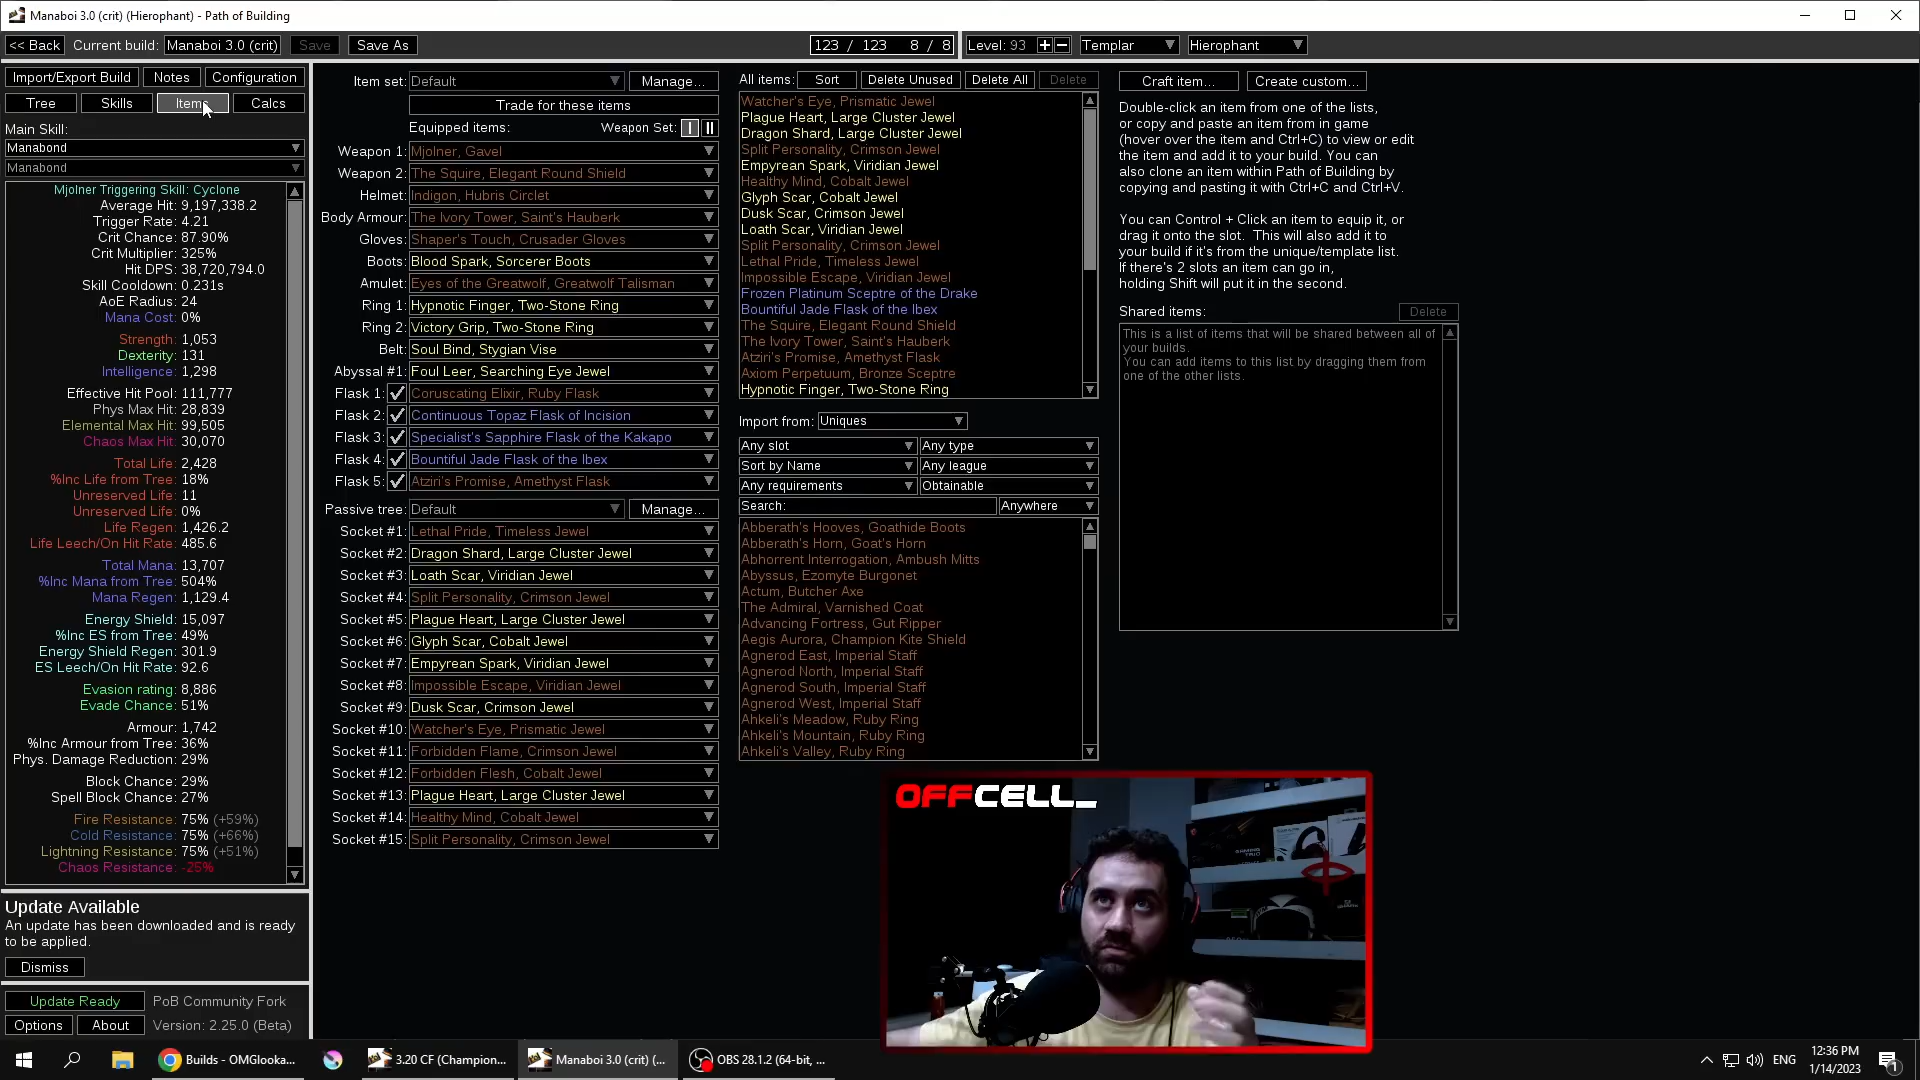 Manaboi 3.0 (crit) (Hierophant) - Path of Building
<< Back
Current build:
Manaboi 3.0 (crit)
Save
Save As
123 / 123 8 / 8
Level: 93
Templar
Hierophant
Import/Export Build
Notes
Configuration
Tree
Skills
Items
Calcs
Main Skill:
Manabond
Manabond
Mjolner Triggering Skill: Cyclone
Average Hit: 9,197,338.2
Trigger Rate: 4.21
Crit Chance: 87.90%
Crit Multiplier: 325%
Hit DPS: 38,720,794.0
Skill Cooldown: 0.231s
AoE Radius: 24
Mana Cost: 0%
Strength: 1,053
Dexterity: 131
Intelligence: 1,298
Effective Hit Pool: 111,777
Phys Max Hit: 28,839
Elemental Max Hit: 99,505
Chaos Max Hit: 30,070
Total Life: 2,428
%Inc Life from Tree: 18%
Unreserved Life: 11
Unreserved Life: 0%
Life Regen: 1,426.2
Life Leech/On Hit Rate: 485.6
Total Mana: 13,707
%Inc Mana from Tree: 504%
Mana Regen: 1,129.4
Energy Shield: 15,097
%Inc ES from Tree: 49%
Energy Shield Regen: 301.9
ES Leech/On Hit Rate: 92.6
Evasion rating: 8,886
Evade Chance: 51%
Armour: 1,742
%Inc Armour from Tree: 36%
Phys. Damage Reduction: 29%
Block Chance: 29%
Spell Block Chance: 27%
Fire Resistance: 75% (+59%)
Cold Resistance: 75% (+66%)
Lightning Resistance: 75% (+51%)
Chaos Resistance: -25%
Update Available
An update has been downloaded and is ready
to be applied.
Dismiss
Update Ready
PoB Community Fork
Options
About
Version: 2.25.0 (Beta)
Item set: Default
Manage...
Trade for these items
Equipped items:
Weapon Set: I II
Weapon 1: Mjolner, Gavel
Weapon 2: The Squire, Elegant Round Shield
Helmet: Indigon, Hubris Circlet
Body Armour: The Ivory Tower, Saint's Hauberk
Gloves: Shaper's Touch, Crusader Gloves
Boots: Blood Spark, Sorcerer Boots
Amulet: Eyes of the Greatwolf, Greatwolf Talisman
Ring 1: Hypnotic Finger, Two-Stone Ring
Ring 2: Victory Grip, Two-Stone Ring
Belt: Soul Bind, Stygian Vise
Abyssal #1: Foul Leer, Searching Eye Jewel
Flask 1: Coruscating Elixir, Ruby Flask
Flask 2: Continuous Topaz Flask of Incision
Flask 3: Specialist's Sapphire Flask of the Kakapo
Flask 4: Bountiful Jade Flask of the Ibex
Flask 5: Atziri's Promise, Amethyst Flask
Passive tree: Default
Manage...
Socket #1: Lethal Pride, Timeless Jewel
Socket #2: Dragon Shard, Large Cluster Jewel
Socket #3: Loath Scar, Viridian Jewel
Socket #4: Split Personality, Crimson Jewel
Socket #5: Plague Heart, Large Cluster Jewel
Socket #6: Glyph Scar, Cobalt Jewel
Socket #7: Empyrean Spark, Viridian Jewel
Socket #8: Impossible Escape, Viridian Jewel
Socket #9: Dusk Scar, Crimson Jewel
Socket #10: Watcher's Eye, Prismatic Jewel
Socket #11: Forbidden Flame, Crimson Jewel
Socket #12: Forbidden Flesh, Cobalt Jewel
Socket #13: Plague Heart, Large Cluster Jewel
Socket #14: Healthy Mind, Cobalt Jewel
Socket #15: Split Personality, Crimson Jewel
All items:
Sort
Delete Unused
Delete All
Delete
Watcher's Eye, Prismatic Jewel
Plague Heart, Large Cluster Jewel
Dragon Shard, Large Cluster Jewel
Split Personality, Crimson Jewel
Empyrean Spark, Viridian Jewel
Healthy Mind, Cobalt Jewel
Glyph Scar, Cobalt Jewel
Dusk Scar, Crimson Jewel
Loath Scar, Viridian Jewel
Split Personality, Crimson Jewel
Lethal Pride, Timeless Jewel
Impossible Escape, Viridian Jewel
Frozen Platinum Sceptre of the Drake
Bountiful Jade Flask of the Ibex
The Squire, Elegant Round Shield
The Ivory Tower, Saint's Hauberk
Atziri's Promise, Amethyst Flask
Axiom Perpetuum, Bronze Sceptre
Hypnotic Finger, Two-Stone Ring
Import from: Uniques
Any slot
Any type
Sort by Name
Any league
Any requirements
Obtainable
Search:
Anywhere
Abberath's Hooves, Goathide Boots
Abberath's Horn, Goat's Horn
Abhorrent Interrogation, Ambush Mitts
Abyssus, Ezomyte Burgonet
Actum, Butcher Axe
The Admiral, Varnished Coat
Advancing Fortress, Gut Ripper
Aegis Aurora, Champion Kite Shield
Agnerod East, Imperial Staff
Agnerod North, Imperial Staff
Agnerod South, Imperial Staff
Agnerod West, Imperial Staff
Ahkeli's Meadow, Ruby Ring
Ahkeli's Mountain, Ruby Ring
Ahkeli's Valley, Ruby Ring
Craft item...
Create custom...
Double-click an item from one of the lists,
or copy and paste an item from in game
(hover over the item and Ctrl+C) to view or edit
the item and add it to your build. You can
also clone an item within Path of Building by
copying and pasting it with Ctrl+C and Ctrl+V.
You can Control + Click an item to equip it, or
drag it onto the slot. This will also add it to
your build if it's from the unique/template list.
If there's 2 slots an item can go in,
holding Shift will put it in the second.
Shared items:
Delete
This is a list of items that will be shared between all of
your builds.
You can add items to this list by dragging them from
one of the other lists.
OFFCELL_
Builds - OMGlooka...
3.20 CF (Champion...
Manaboi 3.0 (crit) (...
OBS 28.1.2 (64-bit, ...
ENG
12:36 PM
1/14/2023
1